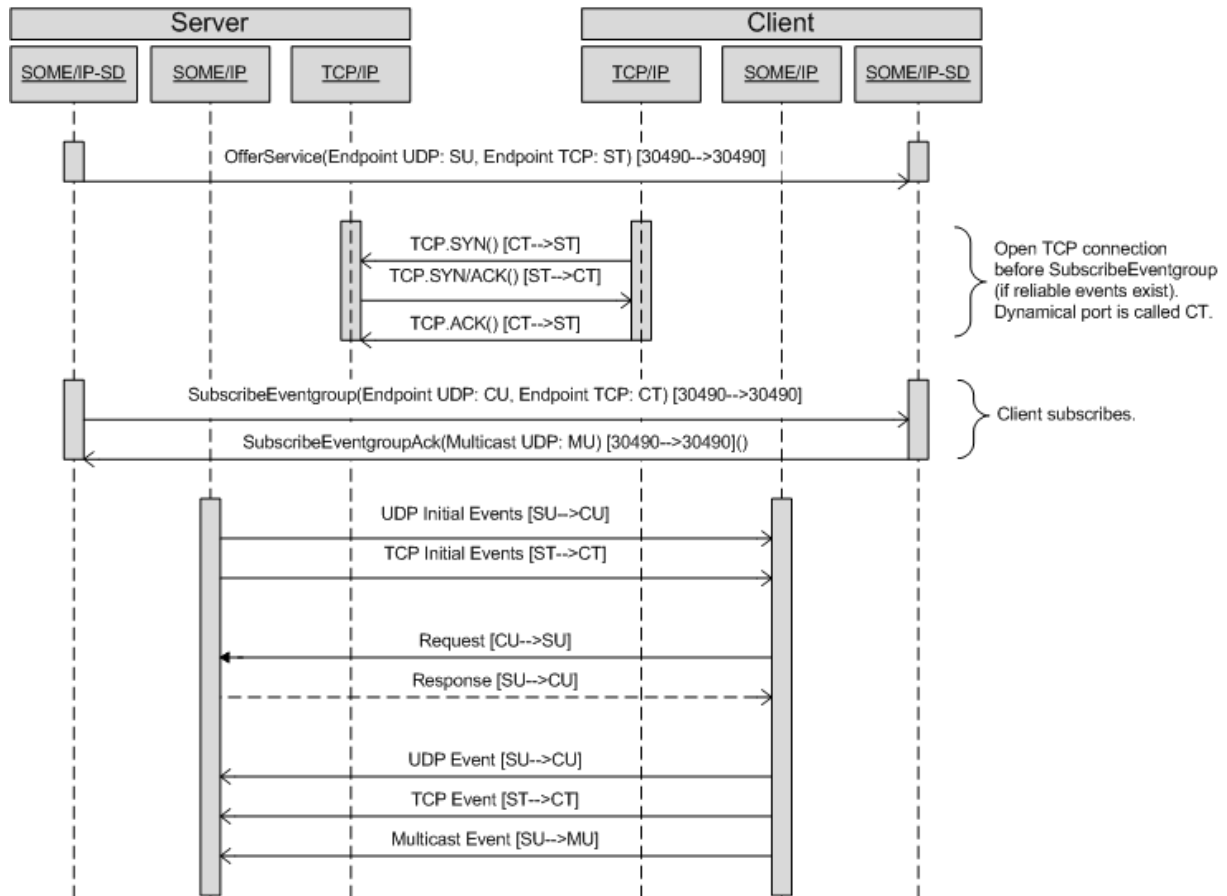 Server
Client
SOME/IP-SD
SOME/IP
TCP/IP
TCP/IP
SOME/IP
SOME/IP-SD
OfferService(Endpoint UDP: SU, Endpoint TCP: ST) [30490-->30490]
TCP.SYN() [CT-->ST]
TCP.SYN/ACK() [ST-->CT]
TCP.ACK() [CT-->ST]
Open TCP connection
before SubscribeEventgroup
(if reliable events exist).
Dynamical port is called CT.
SubscribeEventgroup(Endpoint UDP: CU, Endpoint TCP: CT) [30490-->30490]
SubscribeEventgroupAck(Multicast UDP: MU) [30490-->30490]()
Client subscribes.
UDP Initial Events [SU-->CU]
TCP Initial Events [ST-->CT]
Request [CU-->SU]
Response [SU-->CU]
UDP Event [SU-->CU]
TCP Event [ST-->CT]
Multicast Event [SU-->MU]